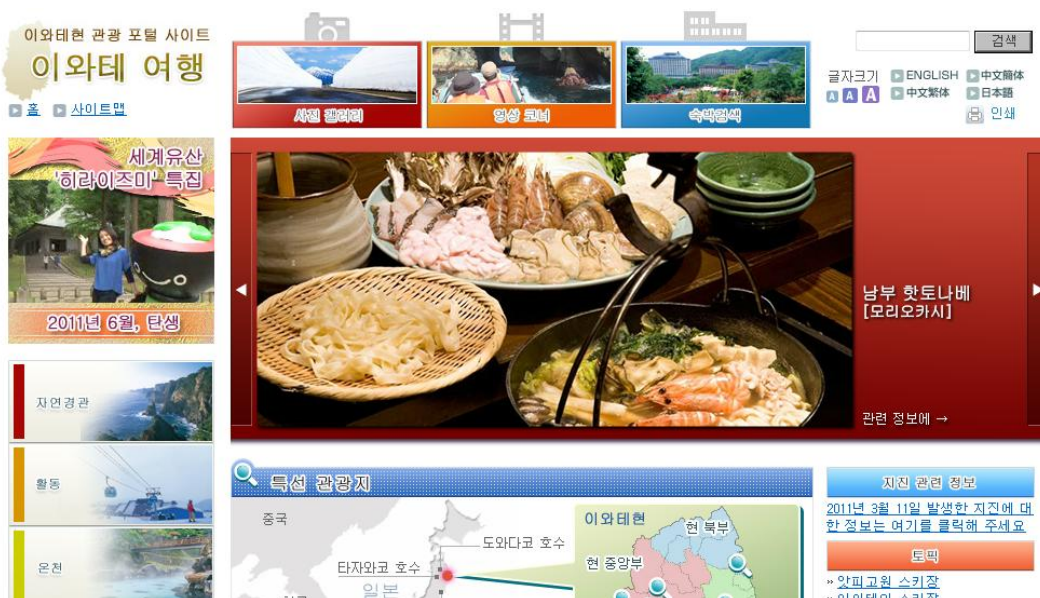 이와테현 관광 포털 사이트
이와테 여행
홈 사이트맵
사진 갤러리
영상 코너
숙박검색
검색
글자크기
A A A
ENGLISH
中文簡体
中文繁体
日本語
인쇄
세계유산
'히라이즈미' 특집
2011년 6월, 탄생
남부 핫토나베
[모리오카시]
관련 정보에 →
자연경관
활동
온천
특선 관광지
중국
도와다코 호수
타자와코 호수
일본
이와테현
현 북부
현 중앙부
지진 관련 정보
2011년 3월 11일 발생한 지진에 대
한 정보는 여기를 클릭해 주세요
토픽
» 앗피고원 스키장